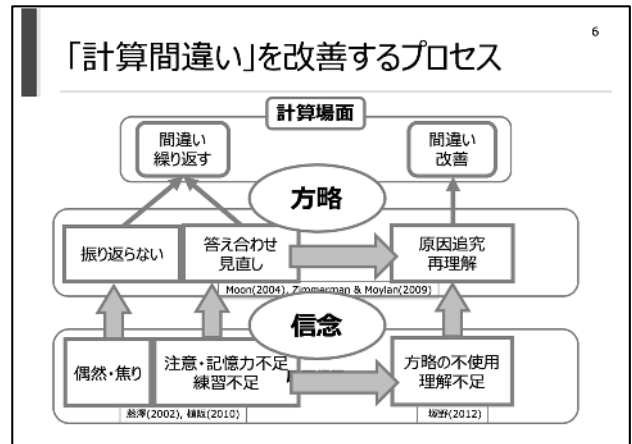 6
「計算間違い」を改善するプロセス
計算場面
間違い
繰り返す
間違い
改善
方略
振り返らない
答え合わせ
見直し
原因追究
再理解
Moon(2004), Zimmerman & Moylan(2009)
信念
偶然・焦り
注意・記憶力不足
練習不足
方略の不使用
理解不足
(2002), 植阪(2010)
(2012)